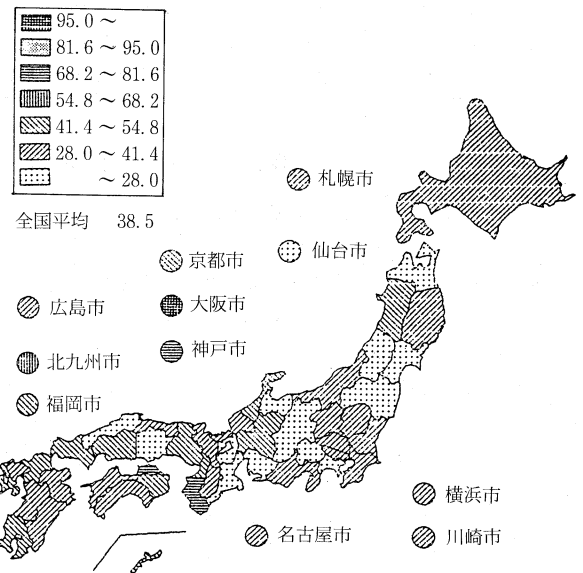 95.0～
81.6～95.0
68.2～81.6
54.8～68.2
41.4～54.8
28.0～41.4
～28.0
全国平均 38.5
札幌市
仙台市
京都市
広島市
大阪市
神戸市
北九州市
福岡市
横浜市
名古屋市
川崎市